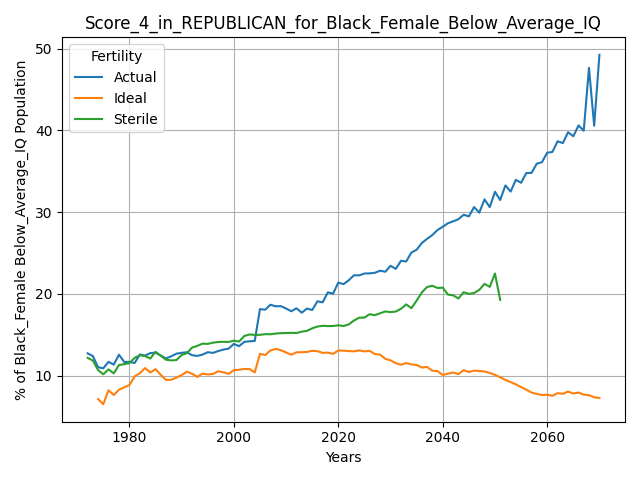 Score_4_in_REPUBLICAN_for_Black_Female_Below_Average_IQ
% of Black_Female Below_Average_IQ Population
50
40
30
20
10
Fertility
Actual
Ideal
Sterile
1980
2000
2020
2040
2060
Years